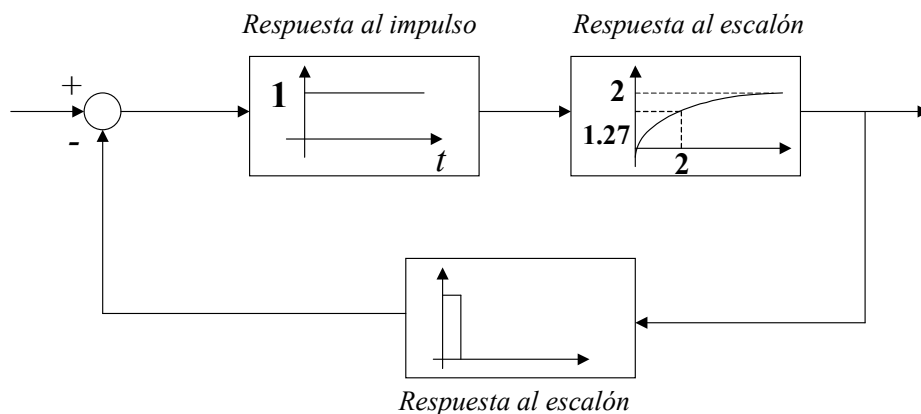 Respuesta al impulso
Respuesta al escalón
+
-
1
t
2
1.27
2
Respuesta al escalón